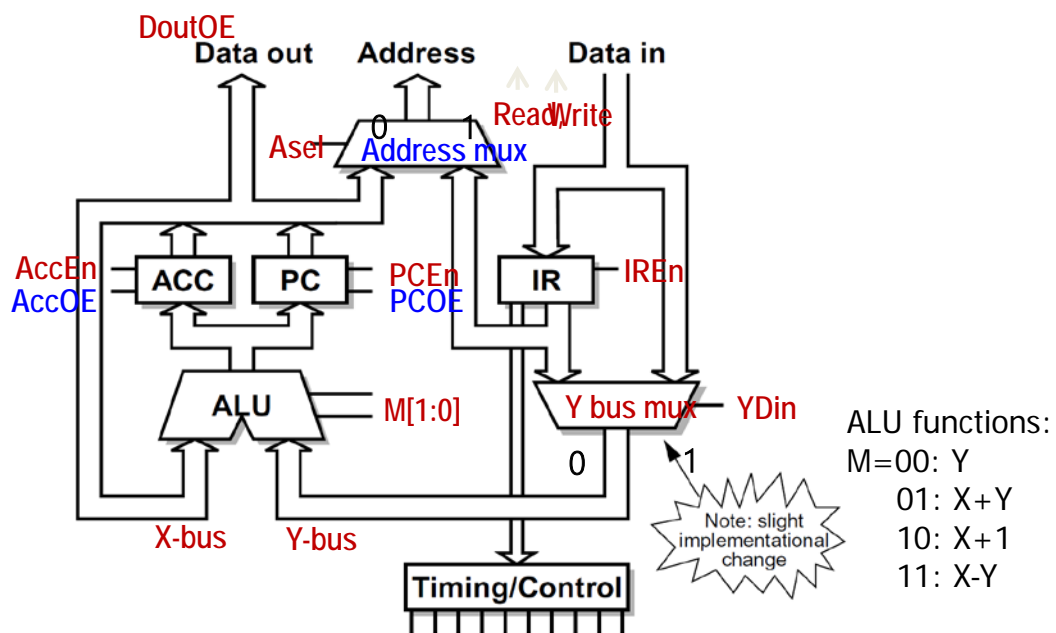 DoutOE
Data out Address Data in
Read, Write
0 1
Asel Address mux
AccEn ACC PC PCEn IR IREn
AccOE PCOE
ALU M[1:0] Y bus mux YDin
ALU functions:
M=00: Y
01: X+Y
10: X+1
11: X-Y
0 1
Note: slight
implementational
change
X-bus Y-bus
Timing/Control